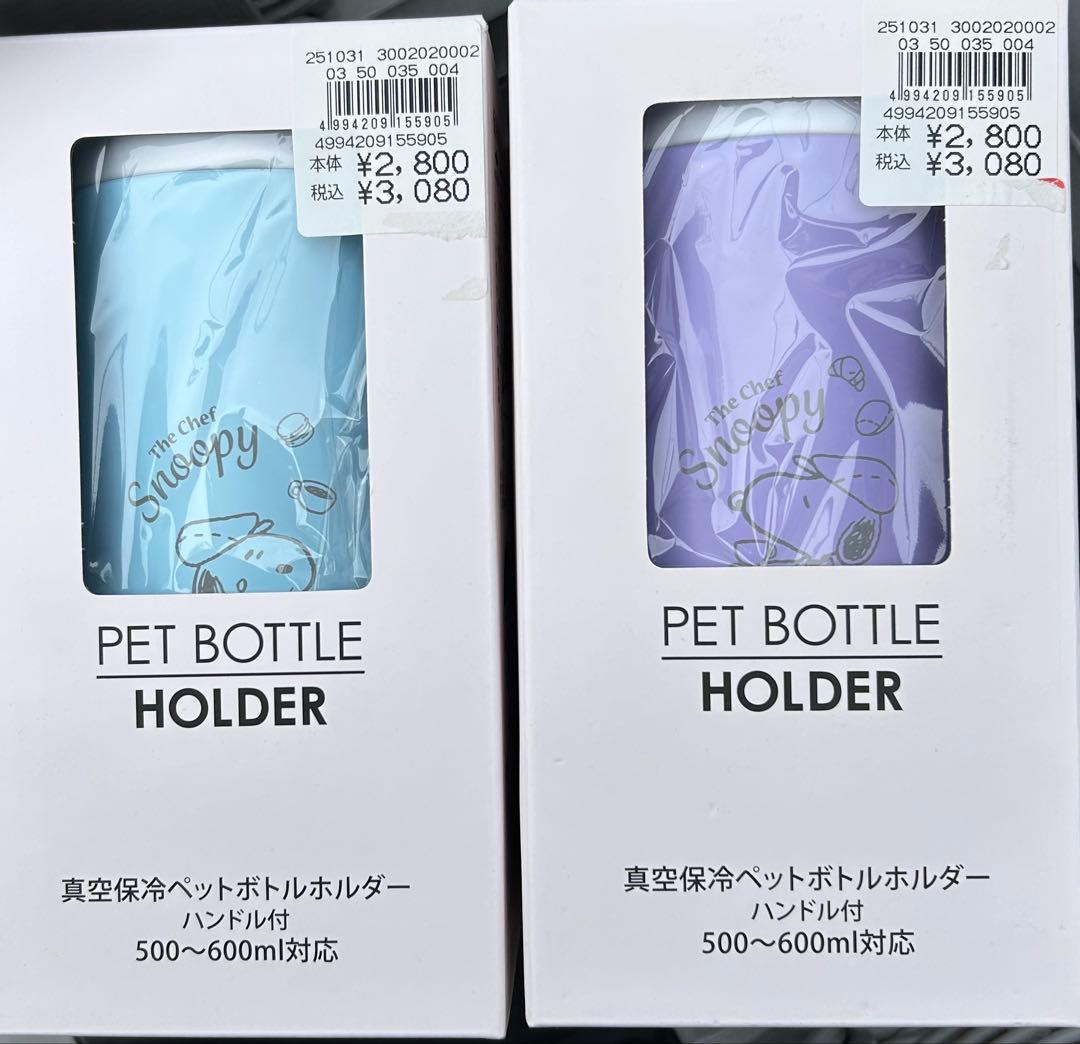 251031 3002020002
03 50 035 004
4994209155905
4994209155905
本体 ¥2,800
税込 ¥3,080
The Chef
Snoopy
PET BOTTLE
HOLDER
真空保冷ペットボトルホルダー
ハンドル付
500〜600ml対応
251031 3002020002
03 50 035 004
4994209155905
4994209155905
本体 ¥2,800
税込 ¥3,080
The Chef
Snoopy
PET BOTTLE
HOLDER
真空保冷ペットボトルホルダー
ハンドル付
500〜600ml対応